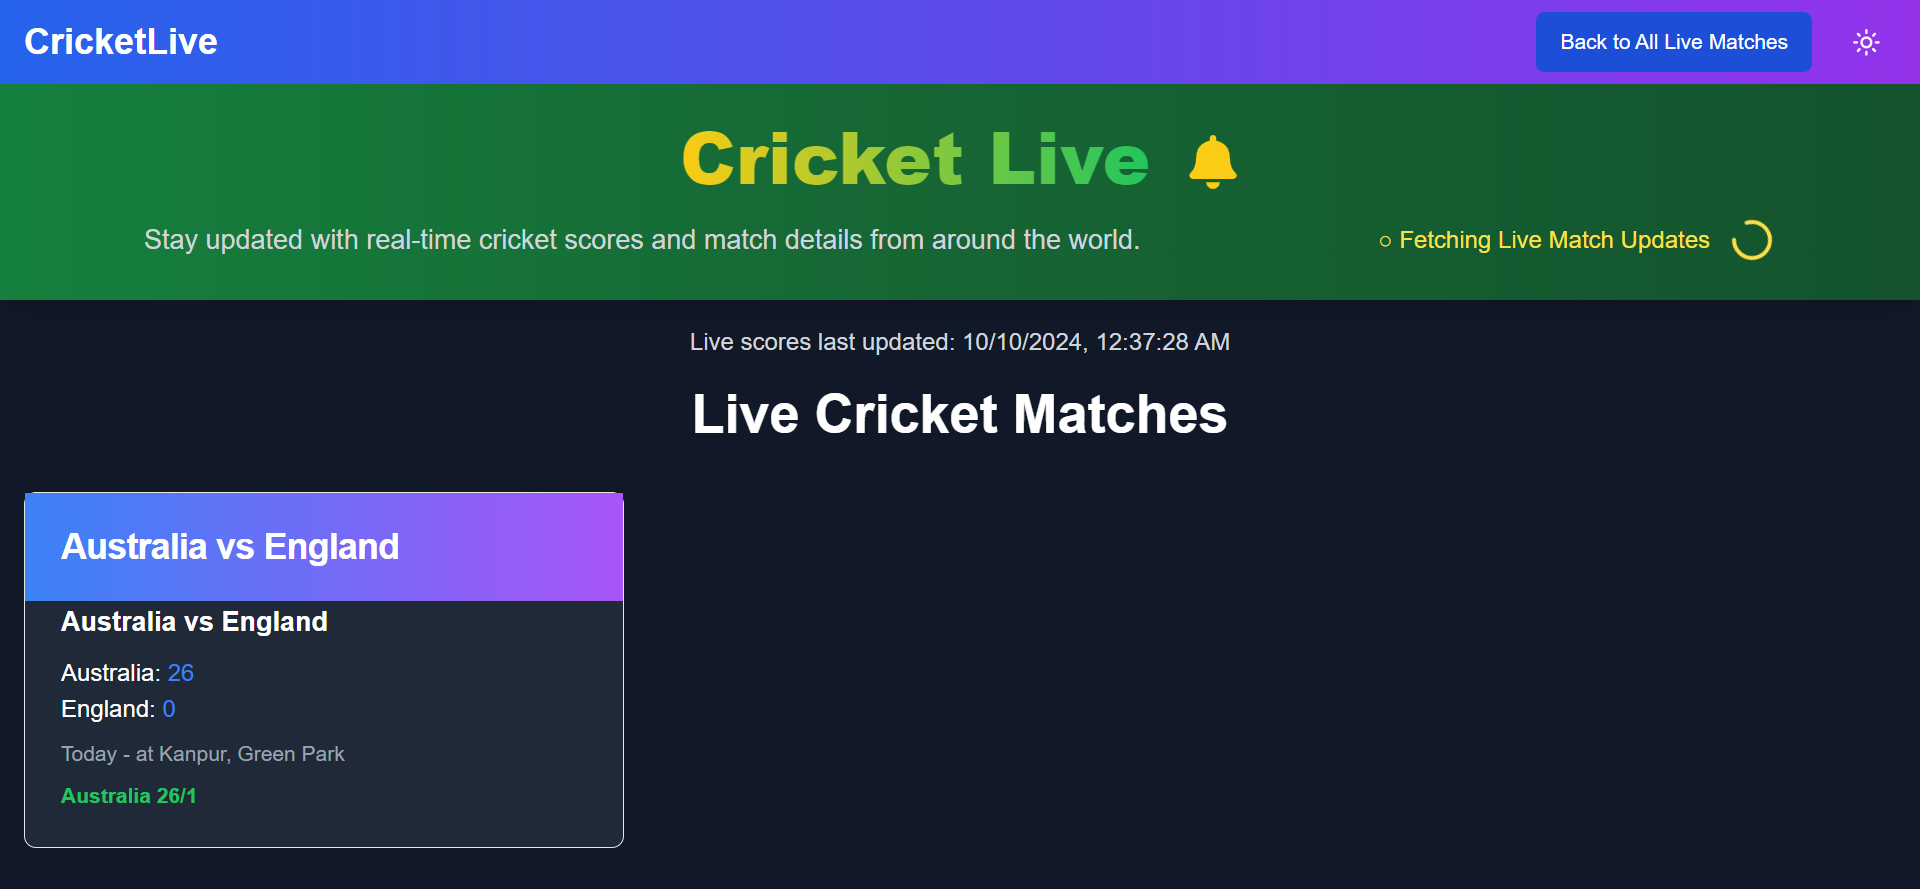 CricketLive
Back to All Live Matches
Cricket Live
Stay updated with real-time cricket scores and match details from around the world.
○ Fetching Live Match Updates
Live scores last updated: 10/10/2024, 12:37:28 AM
Live Cricket Matches
Australia vs England
Australia vs England
Australia: 26
England: 0
Today - at Kanpur, Green Park
Australia 26/1